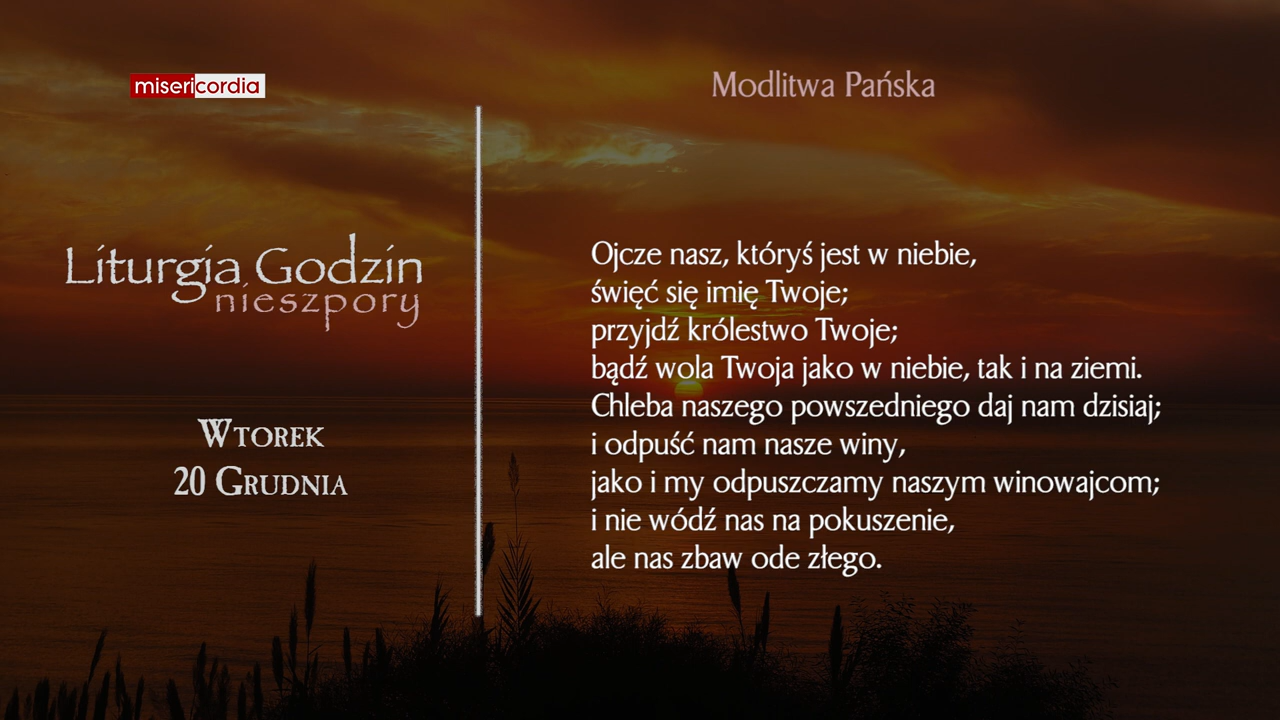 misericordia
Liturgia Godzin
nieszpory
Wtorek
20 Grudnia
Modlitwa Pańska
Ojcze nasz, któryś jest w niebie,
święć się imię Twoje;
przyjdź królestwo Twoje;
bądź wola Twoja jako w niebie, tak i na ziemi.
Chleba naszego powszedniego daj nam dzisiaj;
i odpuść nam nasze winy,
jako i my odpuszczamy naszym winowajcom;
i nie wódź nas na pokuszenie,
ale nas zbaw ode złego.